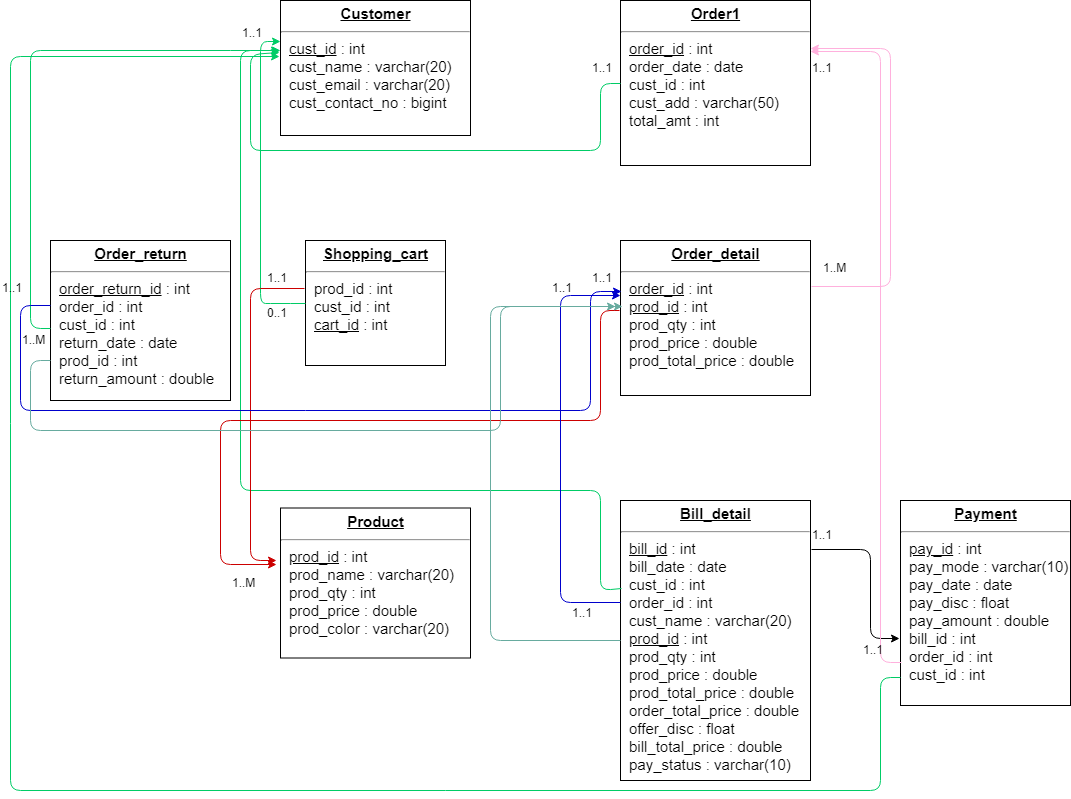 Customer
cust_id : int
cust_name : varchar(20)
cust_email : varchar(20)
cust_contact_no : bigint
1..1
Order1
order_id : int
order_date : date
cust_id : int
cust_add : varchar(50)
total_amt : int
1..1
1..1
Order_return
order_return_id : int
order_id : int
cust_id : int
return_date : date
prod_id : int
return_amount : double
1..1
1..M
Shopping_cart
prod_id : int
cust_id : int
cart_id : int
1..1
0..1
Order_detail
order_id : int
prod_id : int
prod_qty : int
prod_price : double
prod_total_price : double
1..1
1..1
1..M
Product
prod_id : int
prod_name : varchar(20)
prod_qty : int
prod_price : double
prod_color : varchar(20)
1..M
Bill_detail
bill_id : int
bill_date : date
cust_id : int
order_id : int
cust_name : varchar(20)
prod_id : int
prod_qty : int
prod_price : double
prod_total_price : double
order_total_price : double
offer_disc : float
bill_total_price : double
pay_status : varchar(10)
1..1
1..1
Payment
pay_id : int
pay_mode : varchar(10)
pay_date : date
pay_disc : float
pay_amount : double
bill_id : int
order_id : int
cust_id : int
1..1